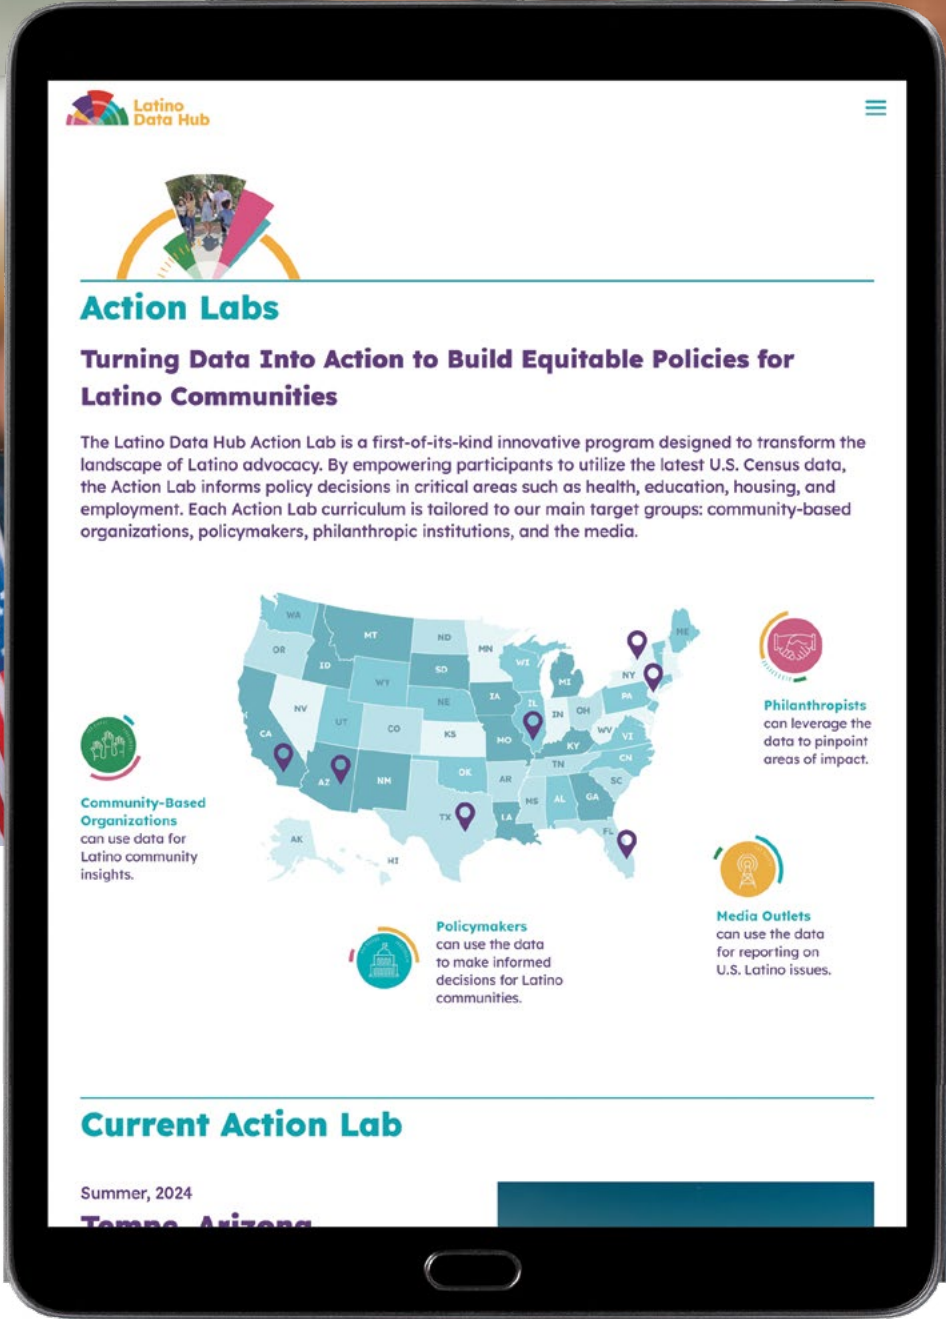 Latino
Data Hub
Action Labs
Turning Data Into Action to Build Equitable Policies for
Latino Communities
The Latino Data Hub Action Lab is a first-of-its-kind innovative program designed to transform the
landscape of Latino advocacy. By empowering participants to utilize the latest U.S. Census data,
the Action Lab informs policy decisions in critical areas such as health, education, housing, and
employment. Each Action Lab curriculum is tailored to our main target groups: community-based
organizations, policymakers, philanthropic institutions, and the media.
WA
OR
ID
MT
ND
SD
MN
WI
MI
ME
NY
PA
WY
NE
IA
IL
IN
OH
NV
UT
CO
KS
MO
KY
WV
VI
CA
AZ
NM
OK
AR
TN
CN
SC
TX
LA
MS
AL
GA
FL
AK
HI
Community-Based
Organizations
can use data for
Latino community
insights.
Philanthropists
can leverage the
data to pinpoint
areas of impact.
Policymakers
can use the data
to make informed
decisions for Latino
communities.
Media Outlets
can use the data
for reporting on
U.S. Latino issues.
Current Action Lab
Summer, 2024
Tempe, Arizona